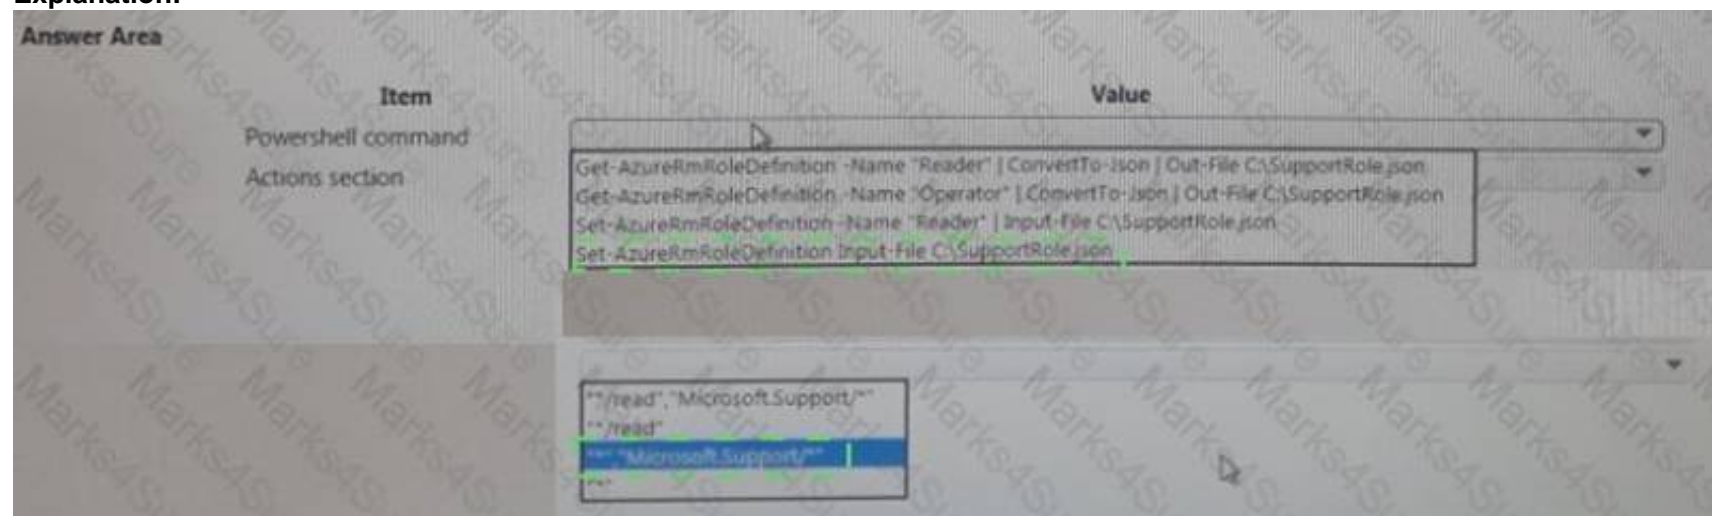 Explanation:
Answer Area
Item Value
Powershell command
Get-AzureRmRoleDefinition -Name "Reader" | ConvertTo-Json | Out-File C:\SupportRole.json
Actions section
Get-AzureRmRoleDefinition -Name "Operator" | ConvertTo-Json | Out-File C:\SupportRole.json
Set-AzureRmRoleDefinition -Name "Reader" | Input-File C:\SupportRole.json
Set-AzureRmRoleDefinition Input-File C:\SupportRole.json
"*/read","Microsoft.Support/*"
"*/read"
"*","Microsoft.Support/*"
"*"
Marks4Sure